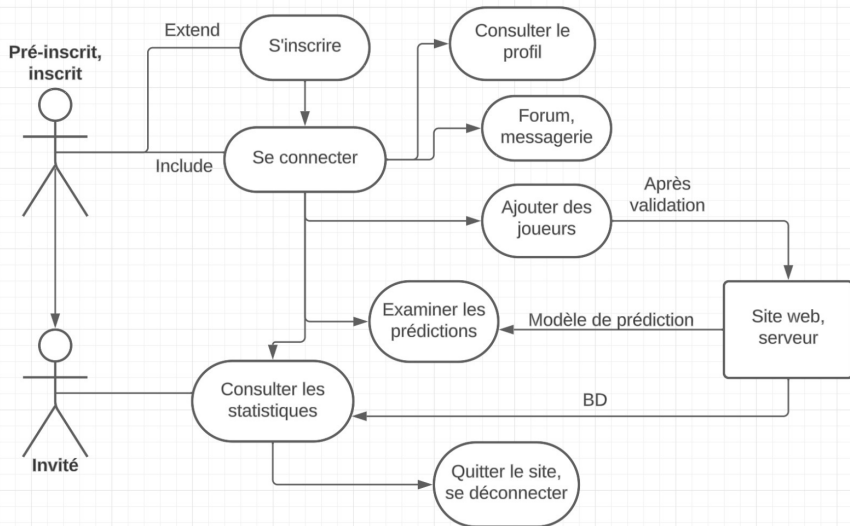 Extend
S'inscrire
Consulter le
profil
Pré-inscrit,
inscrit
Forum,
messagerie
Include
Se connecter
Ajouter des
joueurs
Après
validation
Examiner les
prédictions
Modèle de prédiction
Site web,
serveur
Consulter les
statistiques
BD
Invité
Quitter le site,
se déconnecter